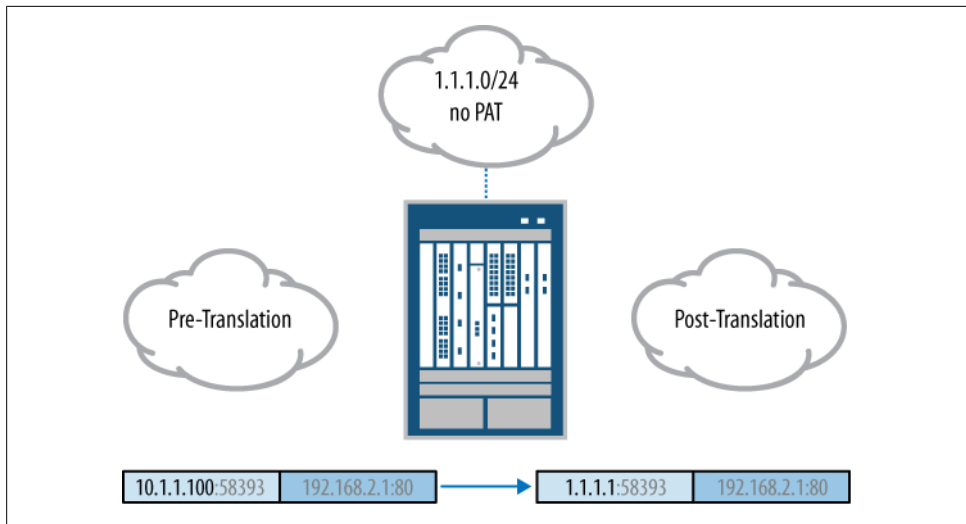 1.1.1.0/24
no PAT
Pre-Translation
Post-Translation
10.1.1.100:58393 192.168.2.1:80 1.1.1.1:58393 192.168.2.1:80